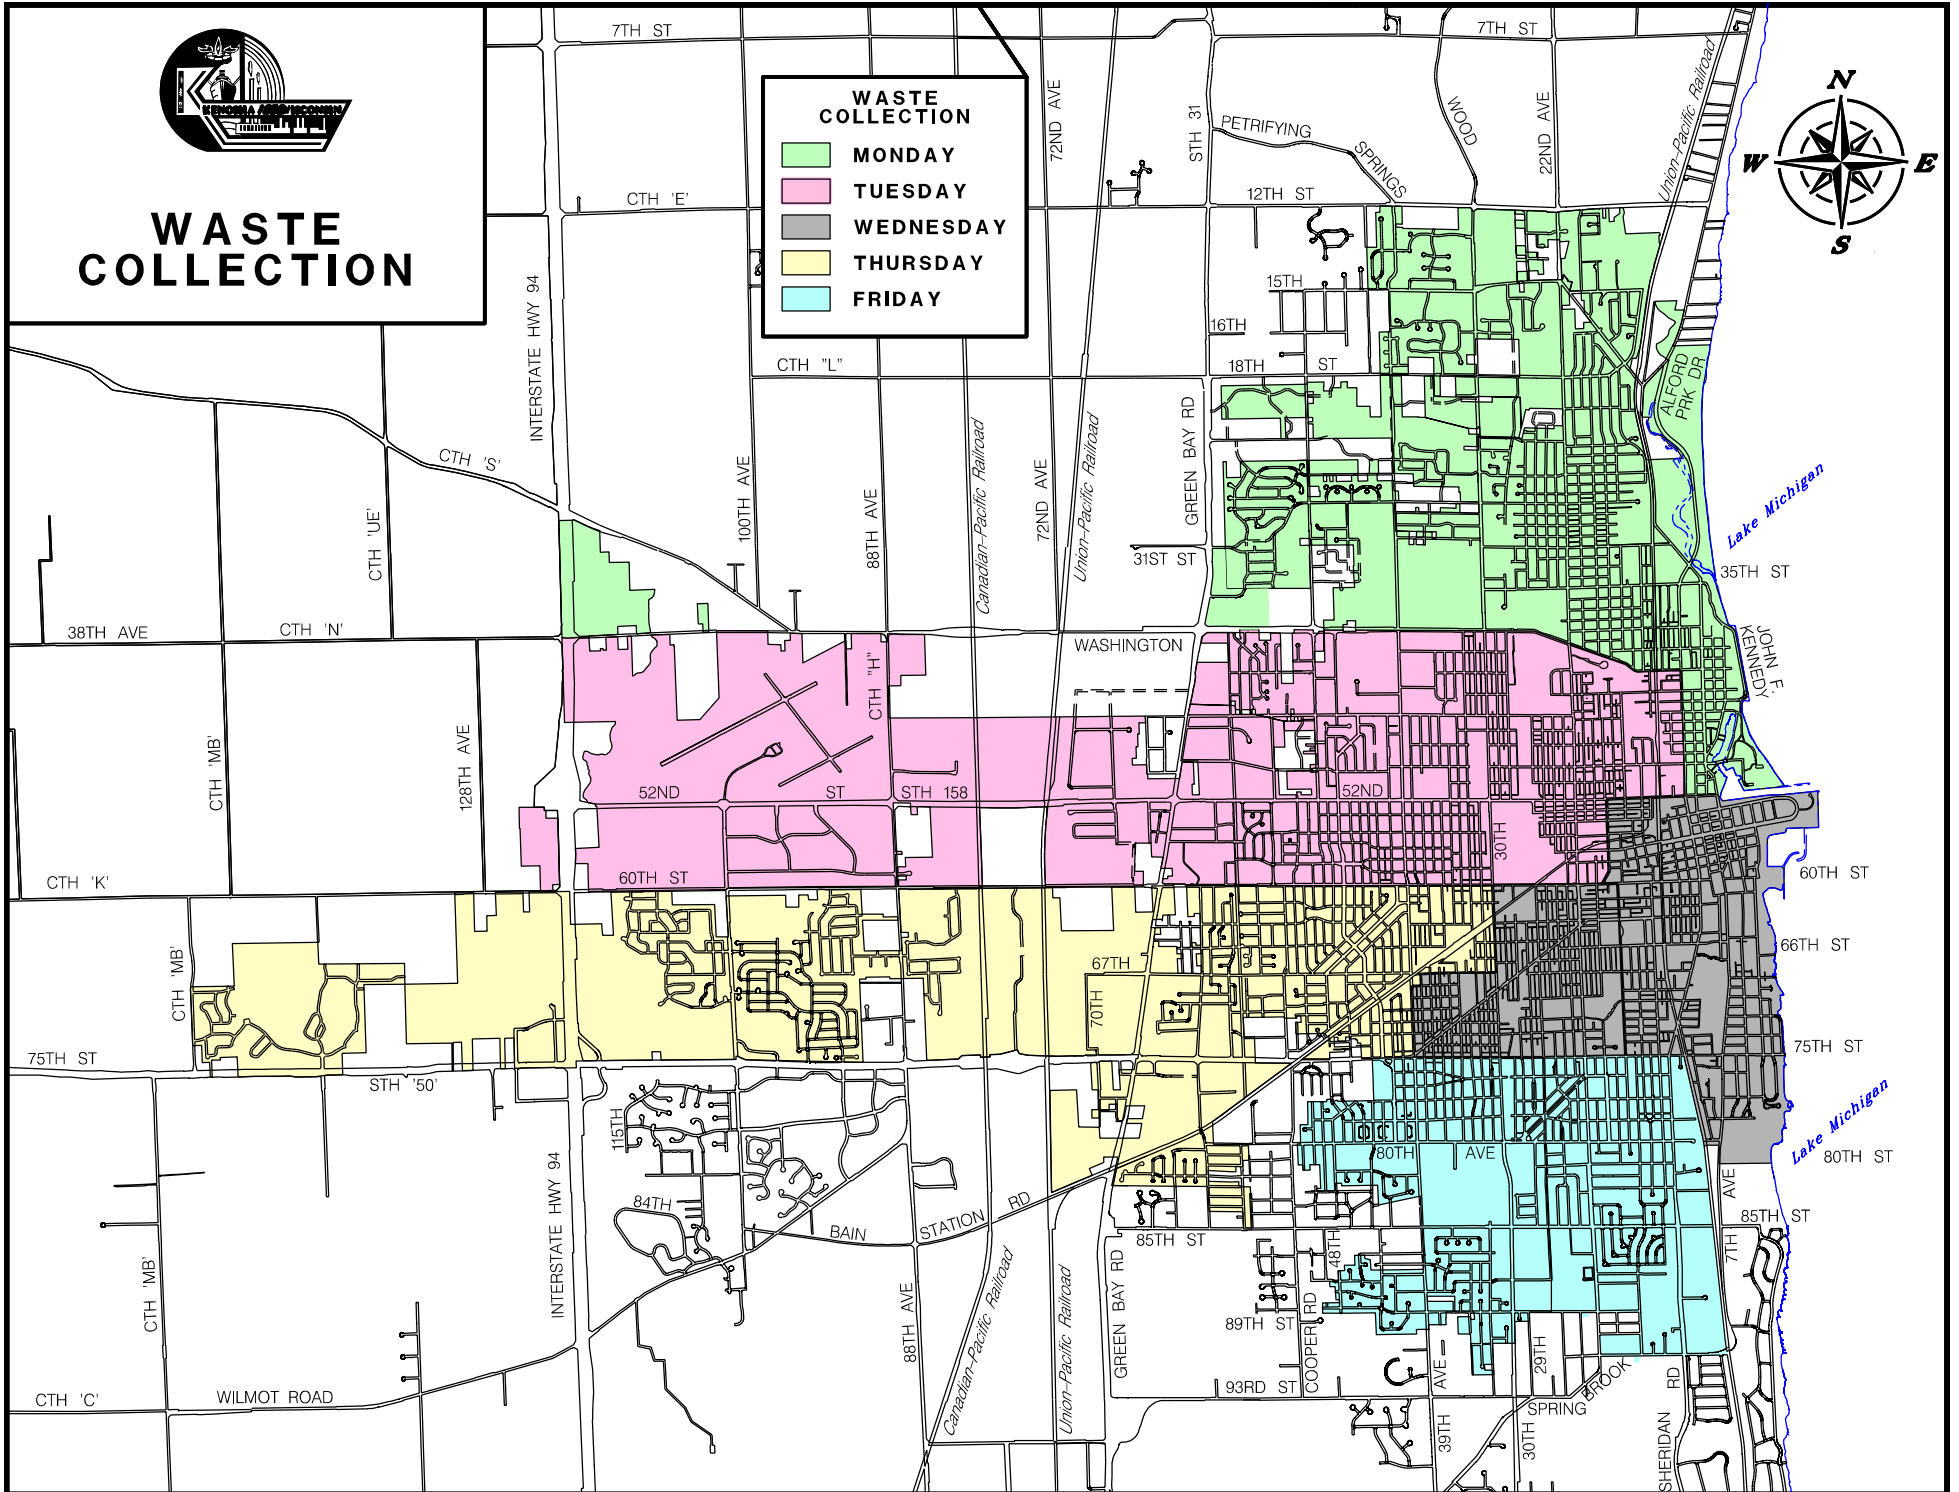 KENOSHA AREA WISCONSIN
WASTE
COLLECTION
WASTE
COLLECTION
MONDAY
TUESDAY
WEDNESDAY
THURSDAY
FRIDAY
N
W
E
S
7TH ST
7TH ST
72ND AVE
STH 31
PETRIFYING
SPRINGS
WOOD
22ND AVE
Union-Pacific Railroad
CTH 'E'
12TH ST
INTERSTATE HWY 94
15TH
16TH
CTH "L"
18TH ST
ALFORD
PRK DR
CTH 'S'
100TH AVE
88TH AVE
Canadian-Pacific Railroad
72ND AVE
Union-Pacific Railroad
GREEN BAY RD
Lake Michigan
CTH 'UE'
31ST ST
35TH ST
38TH AVE
CTH 'N'
WASHINGTON
JOHN F.
KENNEDY
CTH "H"
CTH 'MB'
128TH AVE
52ND ST
STH 158
52ND
30TH
CTH 'K'
60TH ST
60TH ST
CTH 'MB'
67TH
66TH ST
70TH
75TH ST
75TH ST
STH '50'
115TH
Lake Michigan
80TH AVE
80TH ST
INTERSTATE HWY 94
84TH
BAIN
STATION
RD
85TH ST
48TH
7TH
AVE
85TH ST
CTH 'MB'
88TH AVE
Canadian-Pacific Railroad
Union-Pacific Railroad
GREEN BAY RD
89TH ST
COOPER RD
29TH
CTH 'C'
WILMOT ROAD
93RD ST
39TH
AVE
30TH
SPRING
BROOK
SHERIDAN
RD